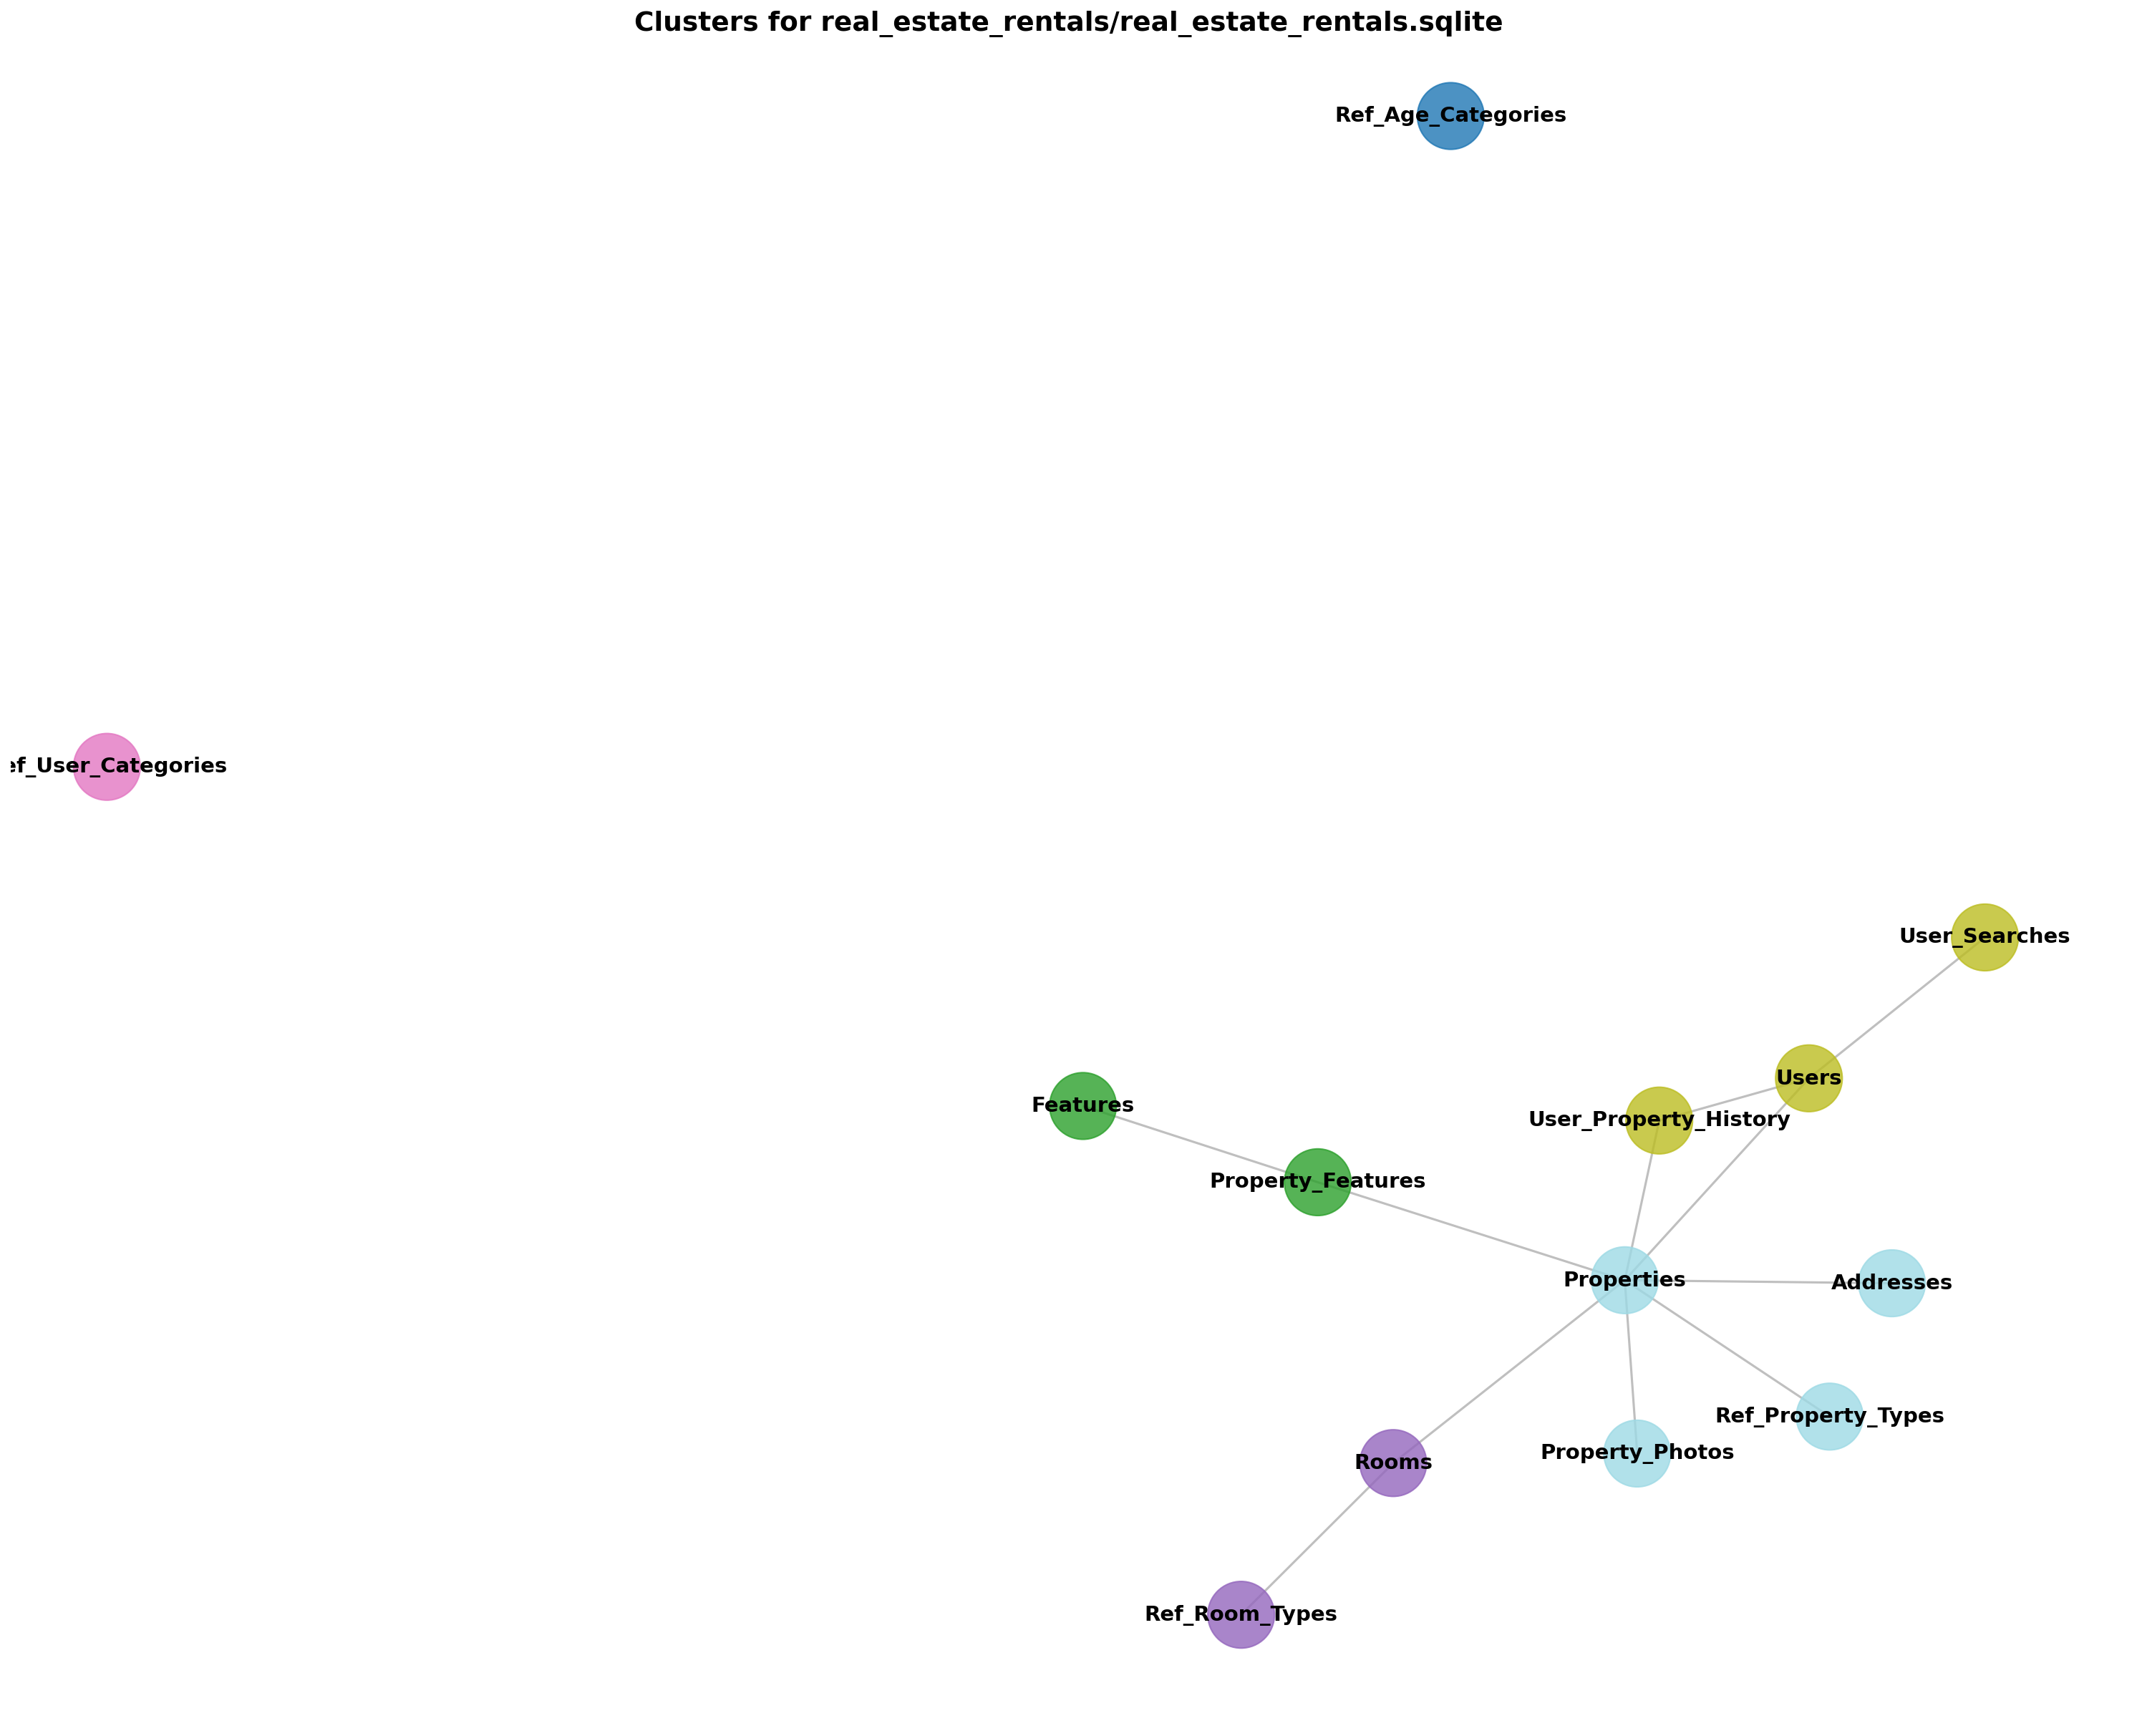 Clusters for real_estate_rentals/real_estate_rentals.sqlite
Ref_Age_Categories
ef_User_Categories
User_Searches
Users
Features
User_Property_History
Property_Features
Properties
Addresses
Ref_Property_Types
Property_Photos
Rooms
Ref_Room_Types